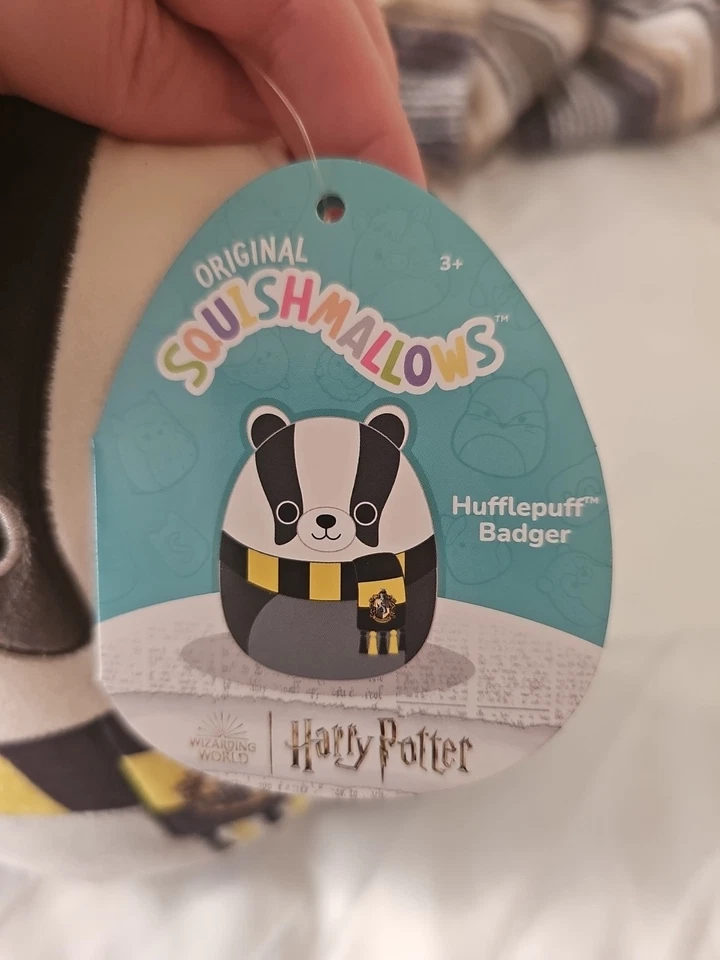 ORIGINAL
3+
SQUISHMALLOWS™
Hufflepuff™
Badger
WIZARDING
WORLD
Harry Potter